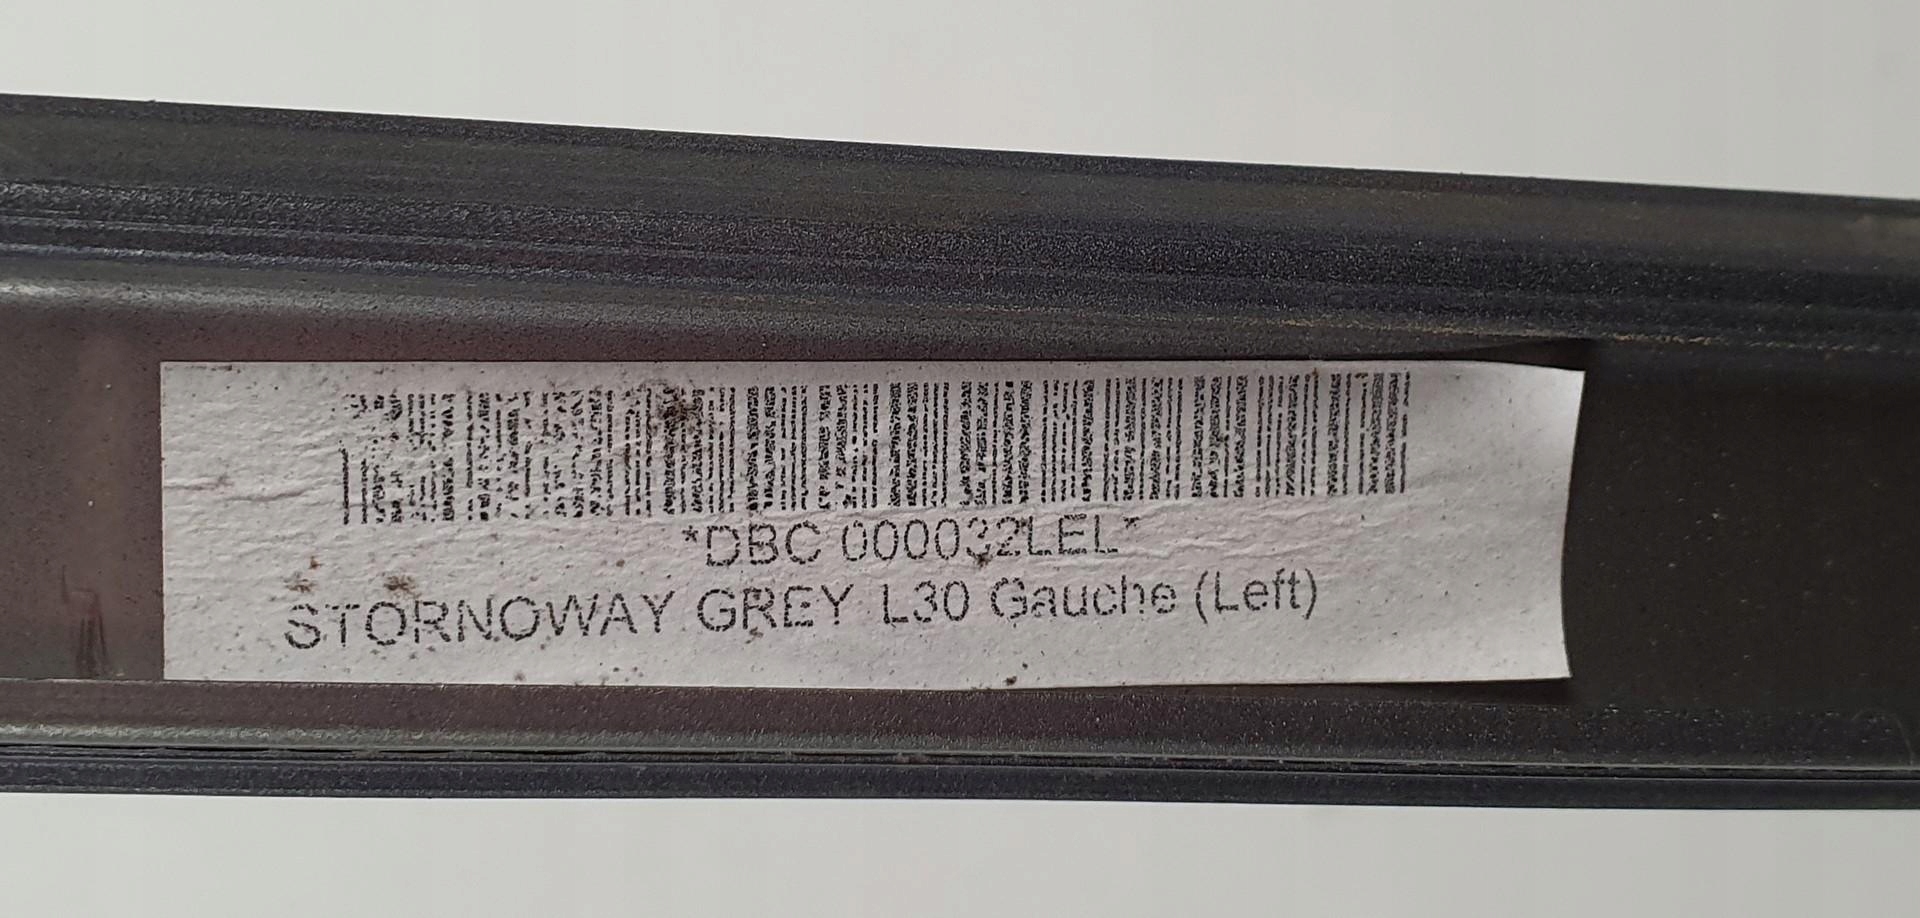 *DBC 000032LEL*
STORNOWAY GREY L30 Gauche (Left)